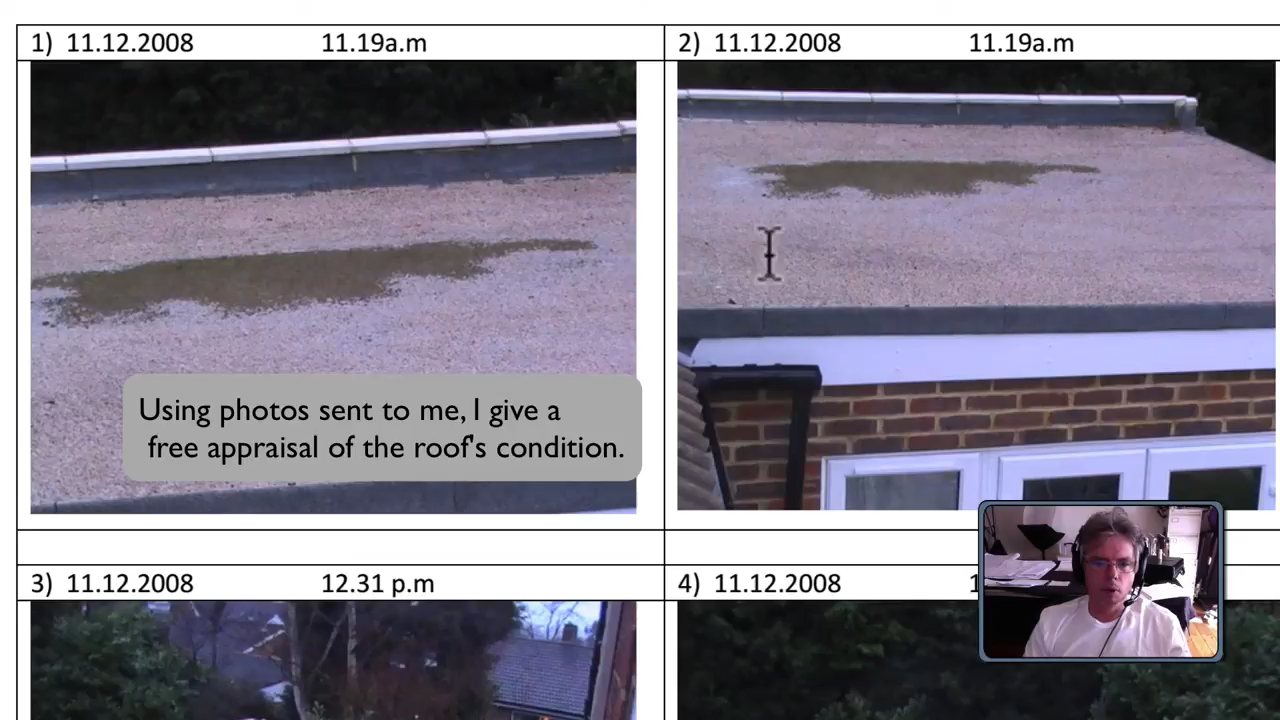 1) 11.12.2008 11.19a.m
2) 11.12.2008 11.19a.m
Using photos sent to me, I give a
free appraisal of the roof's condition.
3) 11.12.2008 12.31 p.m
4) 11.12.2008